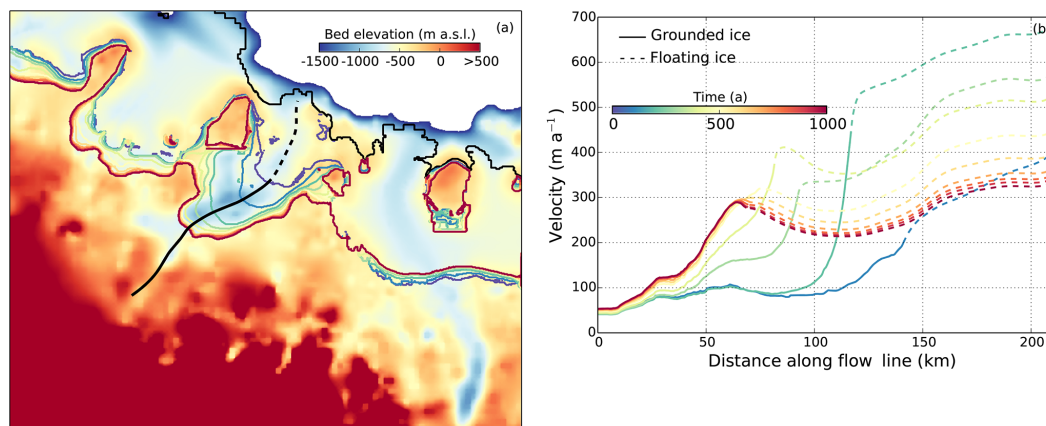 (a)
Bed elevation (m a.s.l.)
-1500 -1000 -500 0 >500
(b
Grounded ice
Floating ice
Time (a)
0 500 1000
Velocity (m a⁻¹)
700
600
500
400
300
200
100
0
0 50 100 150 200
Distance along flow line (km)